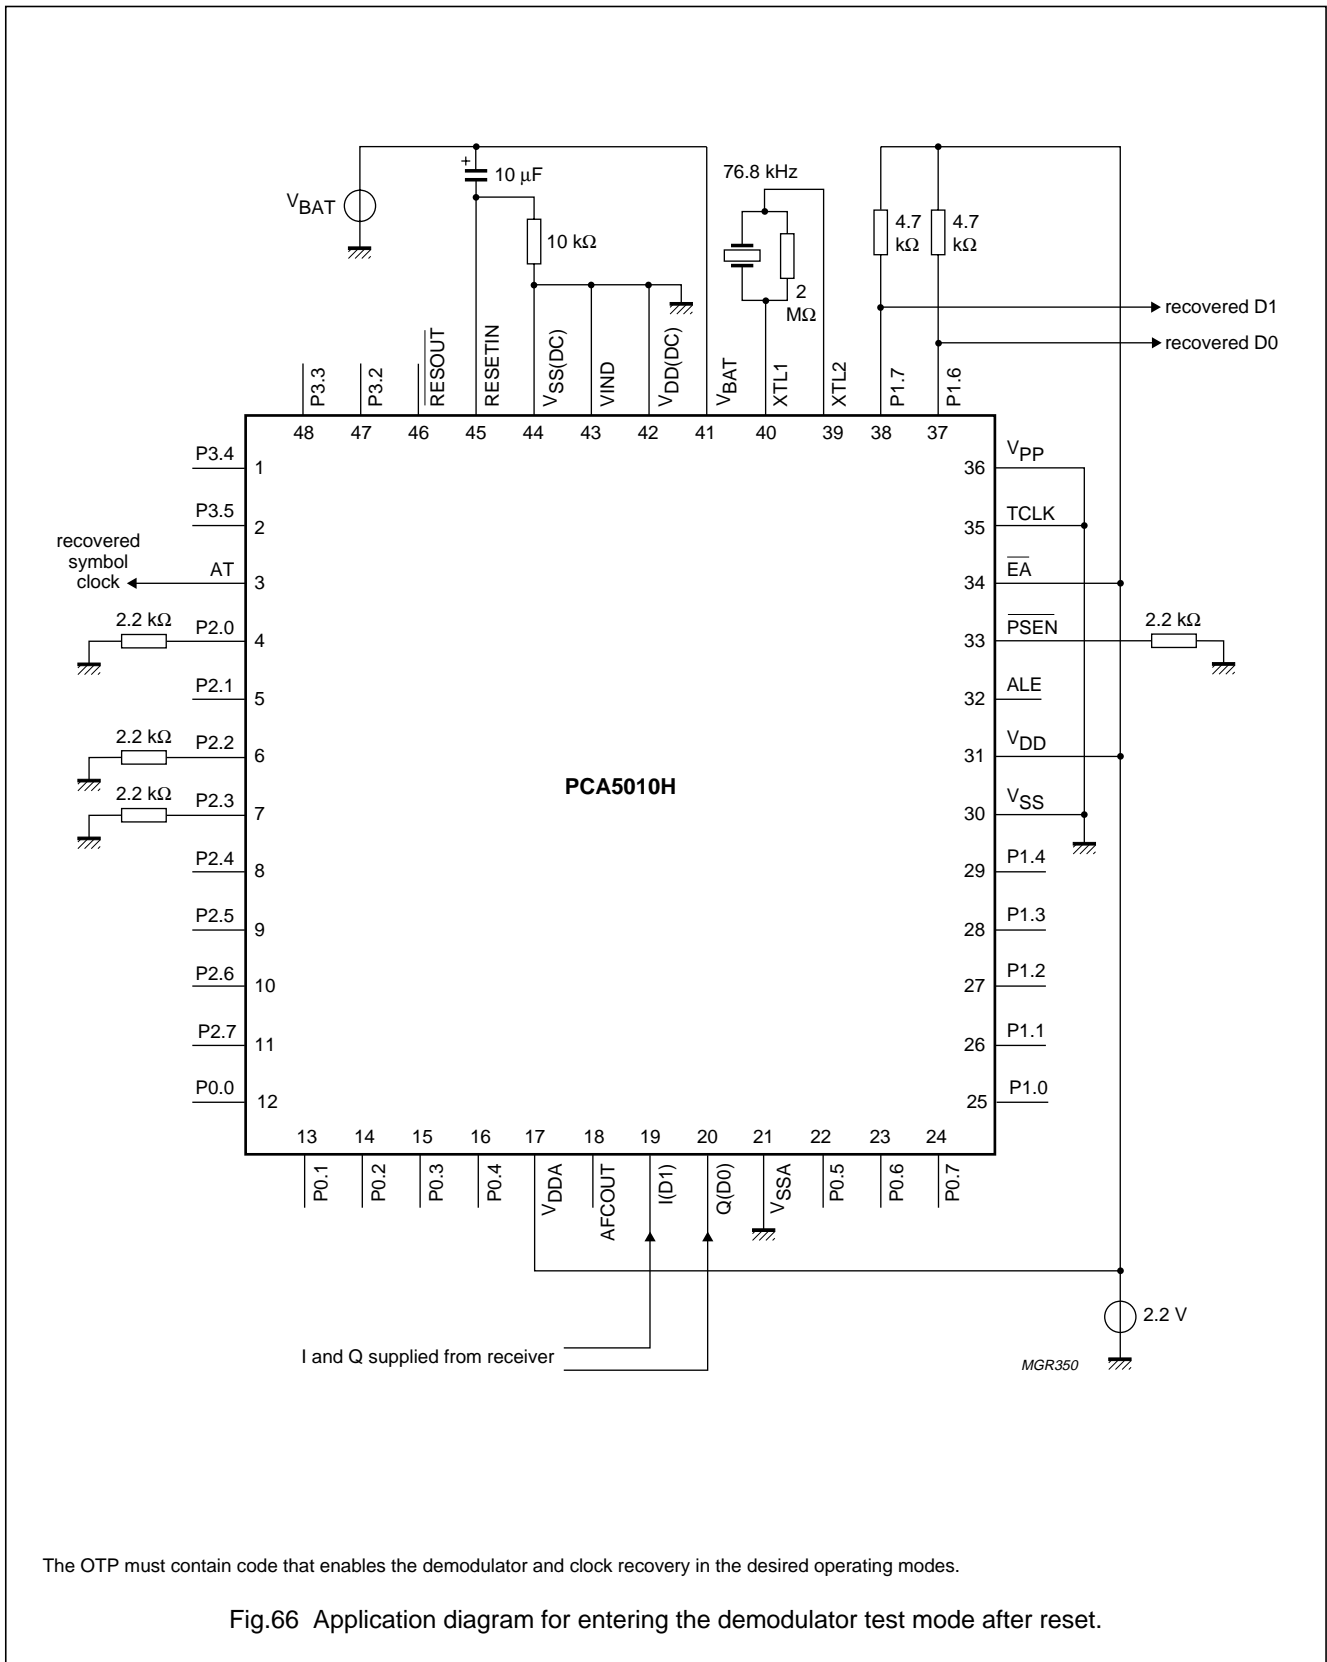 76.8 kHz
+
10 µF
VBAT
10 kΩ
4.7 kΩ
4.7 kΩ
2 MΩ
recovered D1
recovered D0
P3.3
P3.2
RESOUT
RESETIN
VSS(DC)
VIND
VDD(DC)
VBAT
XTL1
XTL2
P1.7
P1.6
48 47 46 45 44 43 42 41 40 39 38 37
P3.4 1
P3.5 2
recovered
symbol
clock
AT 3
2.2 kΩ P2.0 4
P2.1 5
2.2 kΩ P2.2 6
2.2 kΩ P2.3 7
P2.4 8
P2.5 9
P2.6 10
P2.7 11
P0.0 12
PCA5010H
36 VPP
35 TCLK
34 EA
33 PSEN 2.2 kΩ
32 ALE
31 VDD
30 VSS
29 P1.4
28 P1.3
27 P1.2
26 P1.1
25 P1.0
13 14 15 16 17 18 19 20 21 22 23 24
P0.1
P0.2
P0.3
P0.4
VDDA
AFCOUT
I(D1)
Q(D0)
VSSA
P0.5
P0.6
P0.7
2.2 V
I and Q supplied from receiver
MGR350
The OTP must contain code that enables the demodulator and clock recovery in the desired operating modes.
Fig.66 Application diagram for entering the demodulator test mode after reset.